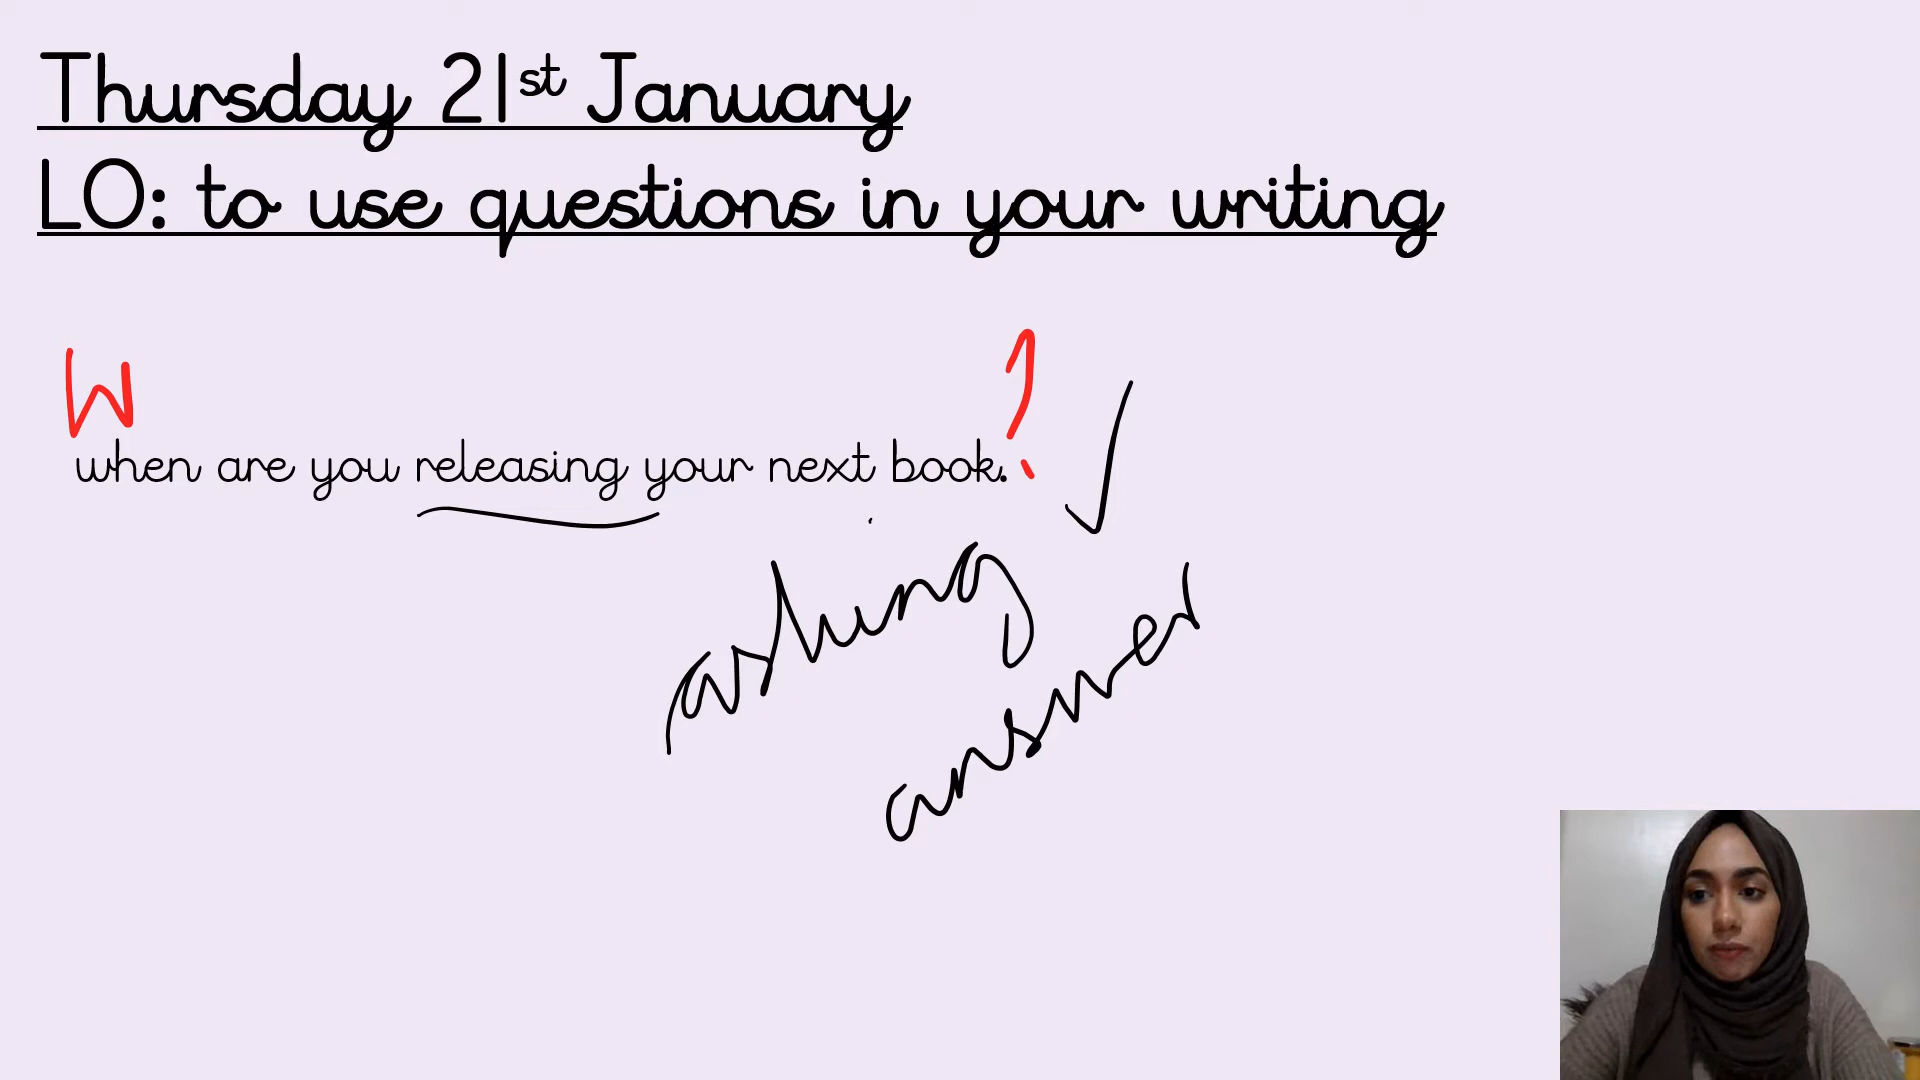 Thursday 21st January
LO: to use questions in your writing
W ?
when are you releasing your next book.
asking
answer